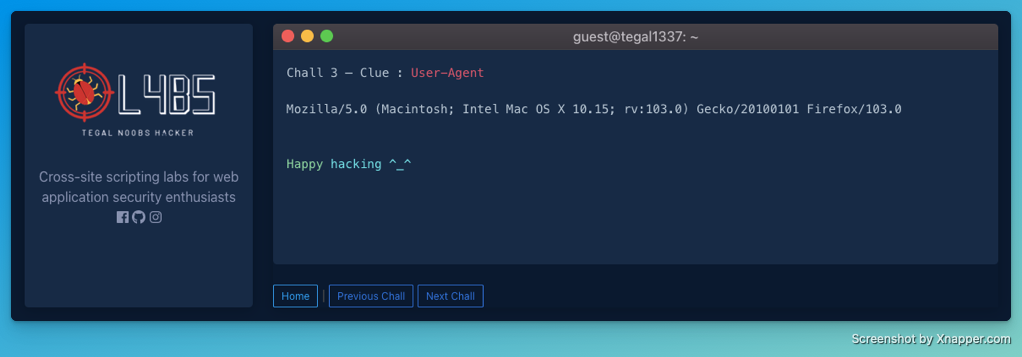 L4BS
TEGAL N00BS HACKER
Cross-site scripting labs for web
application security enthusiasts
guest@tegal1337: ~
Chall 3 – Clue : User-Agent
Mozilla/5.0 (Macintosh; Intel Mac OS X 10.15; rv:103.0) Gecko/20100101 Firefox/103.0
Happy hacking ^_^
Home | Previous Chall Next Chall
Screenshot by Xnapper.com